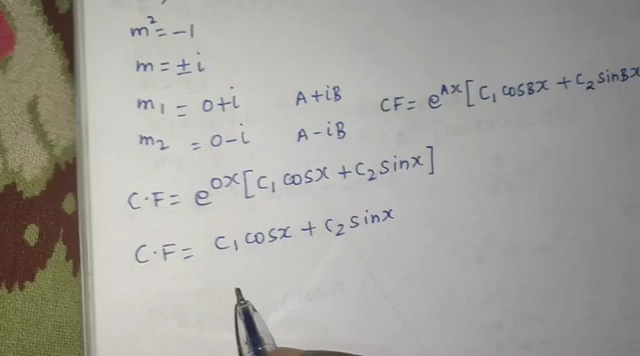 m² = -1
m = ±i
m₁ = 0+i A+iB CF = e^Ax [C₁ cosBx + C₂ sinBx
m₂ = 0-i A-iB
C.F = e^0x [C₁ cosx + C₂ sinx]
C.F = C₁ cosx + C₂ sinx